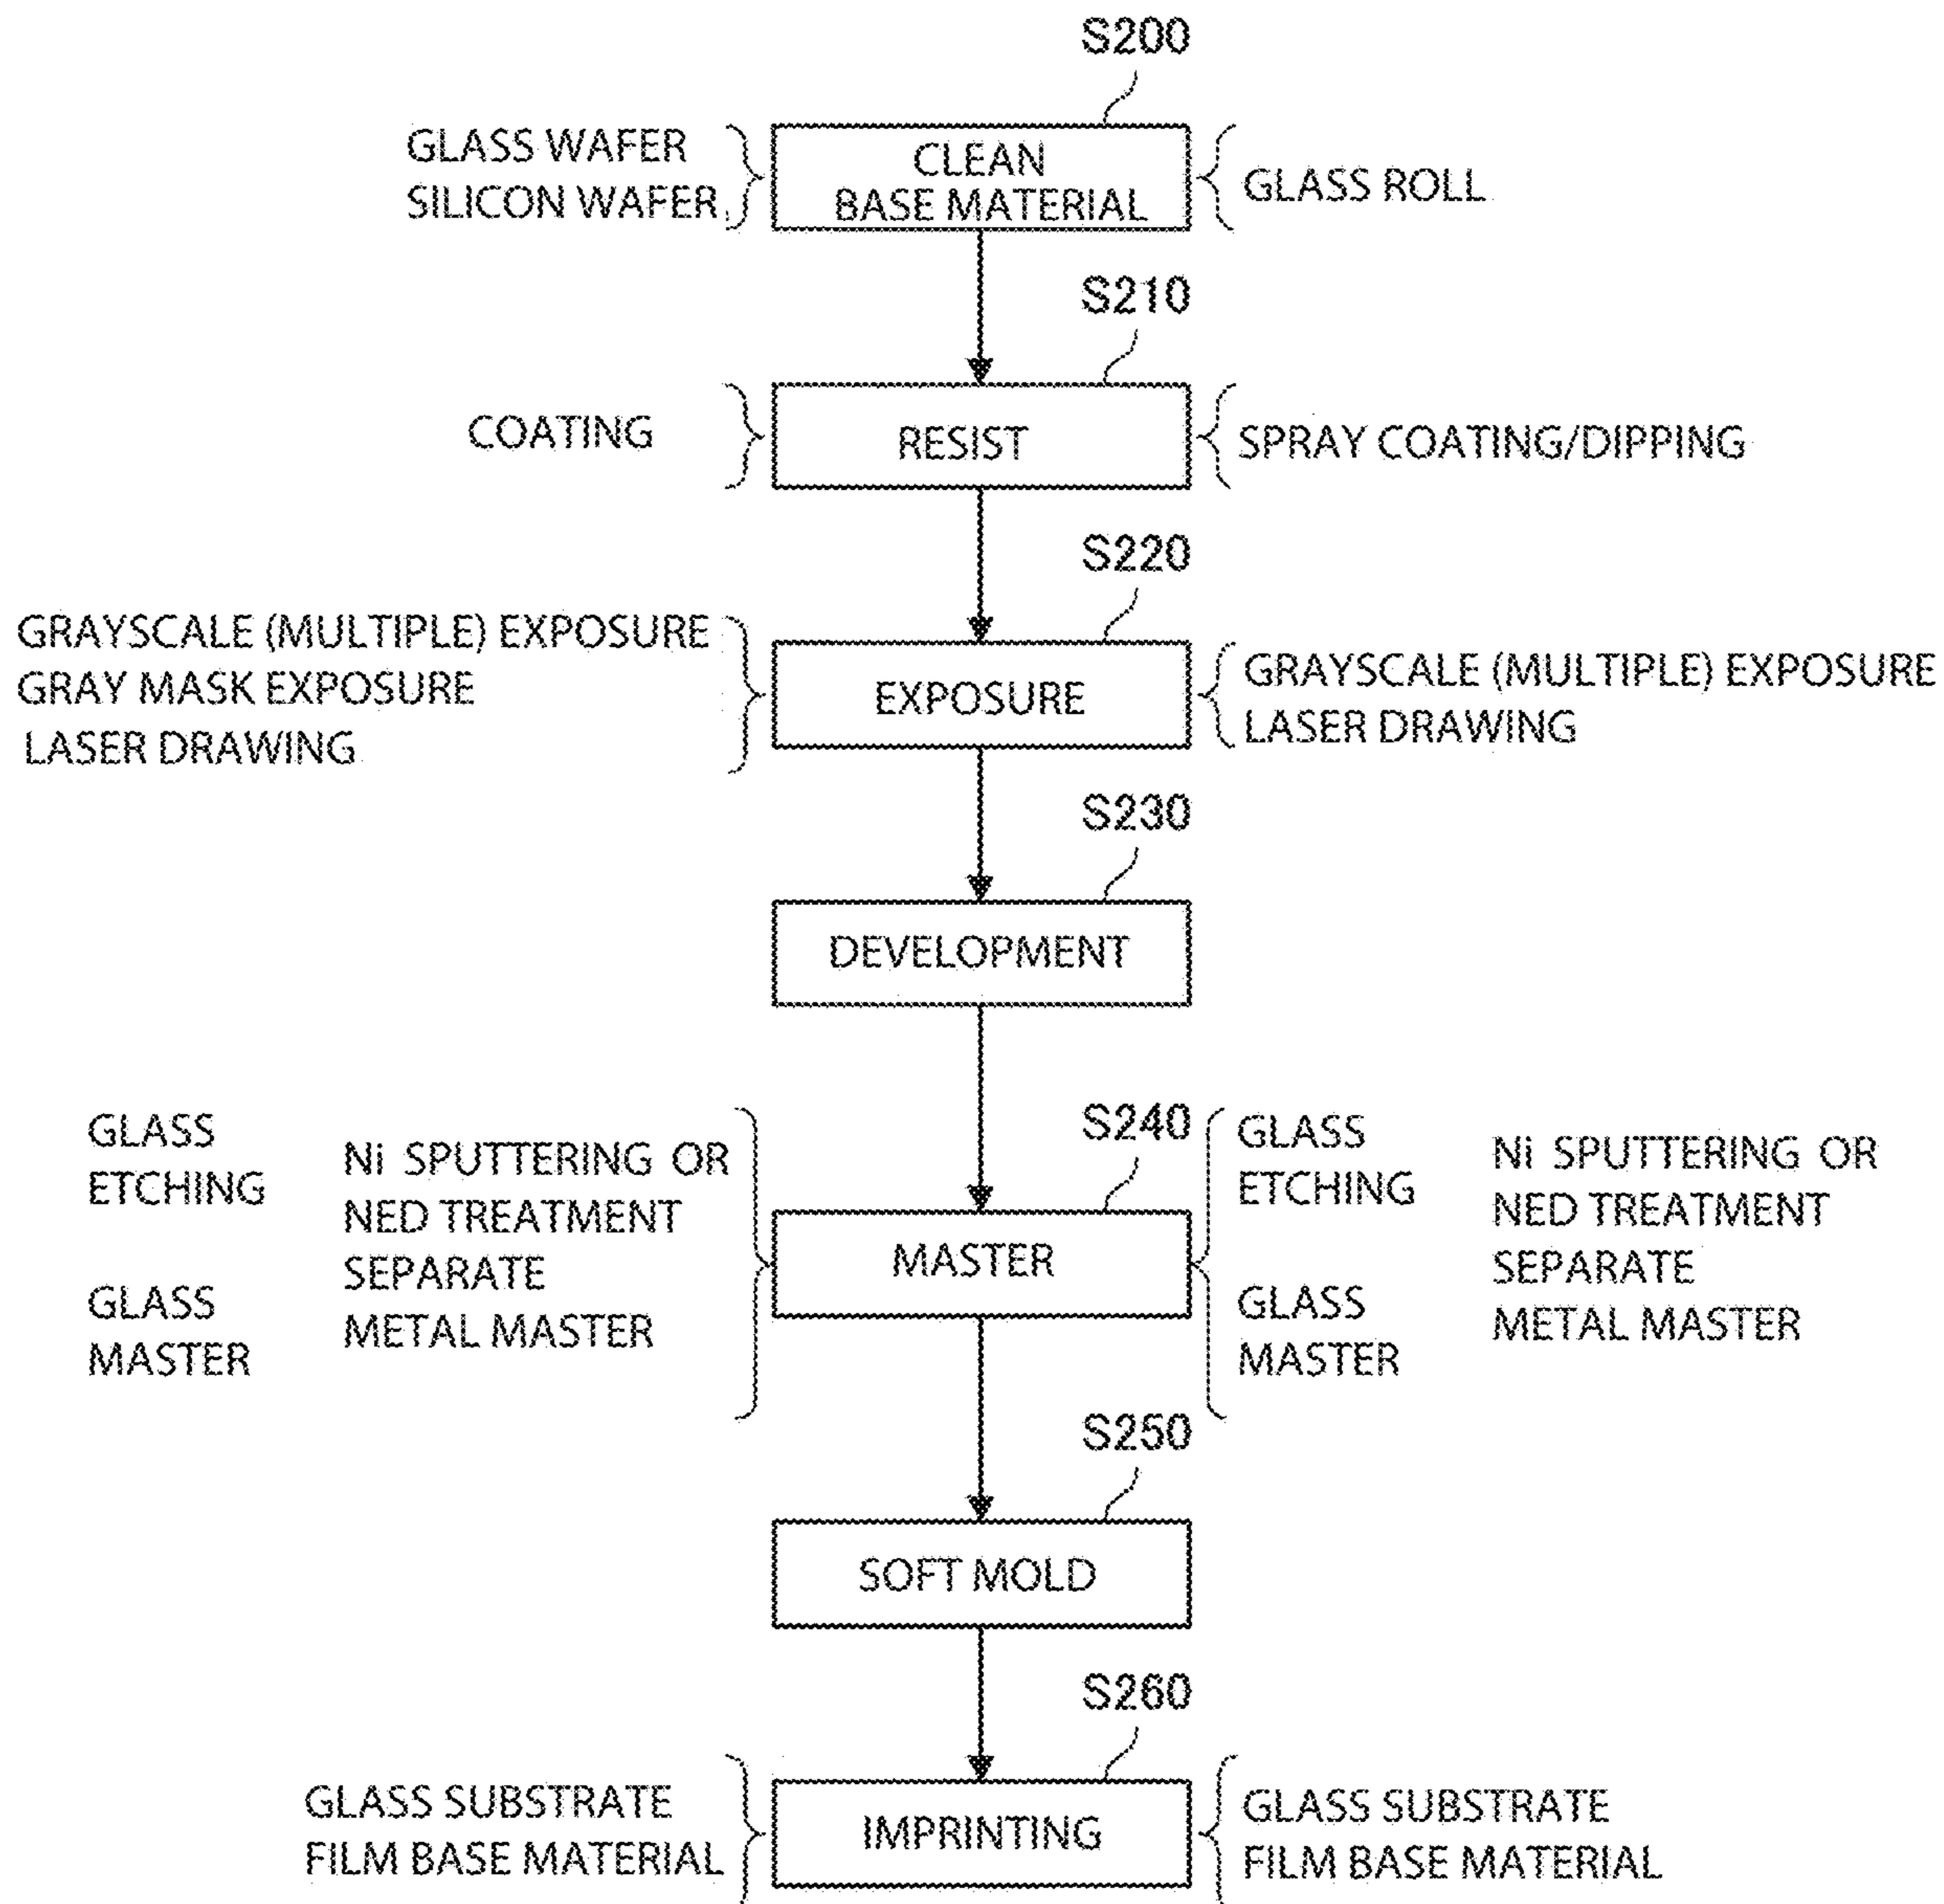 S200
GLASS WAFER
SILICON WAFER
CLEAN
BASE MATERIAL
GLASS ROLL
S210
COATING
RESIST
SPRAY COATING/DIPPING
S220
GRAYSCALE (MULTIPLE) EXPOSURE
GRAY MASK EXPOSURE
LASER DRAWING
EXPOSURE
GRAYSCALE (MULTIPLE) EXPOSURE
LASER DRAWING
S230
DEVELOPMENT
S240
GLASS
ETCHING
GLASS
MASTER
Ni SPUTTERING OR
NED TREATMENT
SEPARATE
METAL MASTER
MASTER
GLASS
ETCHING
GLASS
MASTER
Ni SPUTTERING OR
NED TREATMENT
SEPARATE
METAL MASTER
S250
SOFT MOLD
S260
GLASS SUBSTRATE
FILM BASE MATERIAL
IMPRINTING
GLASS SUBSTRATE
FILM BASE MATERIAL